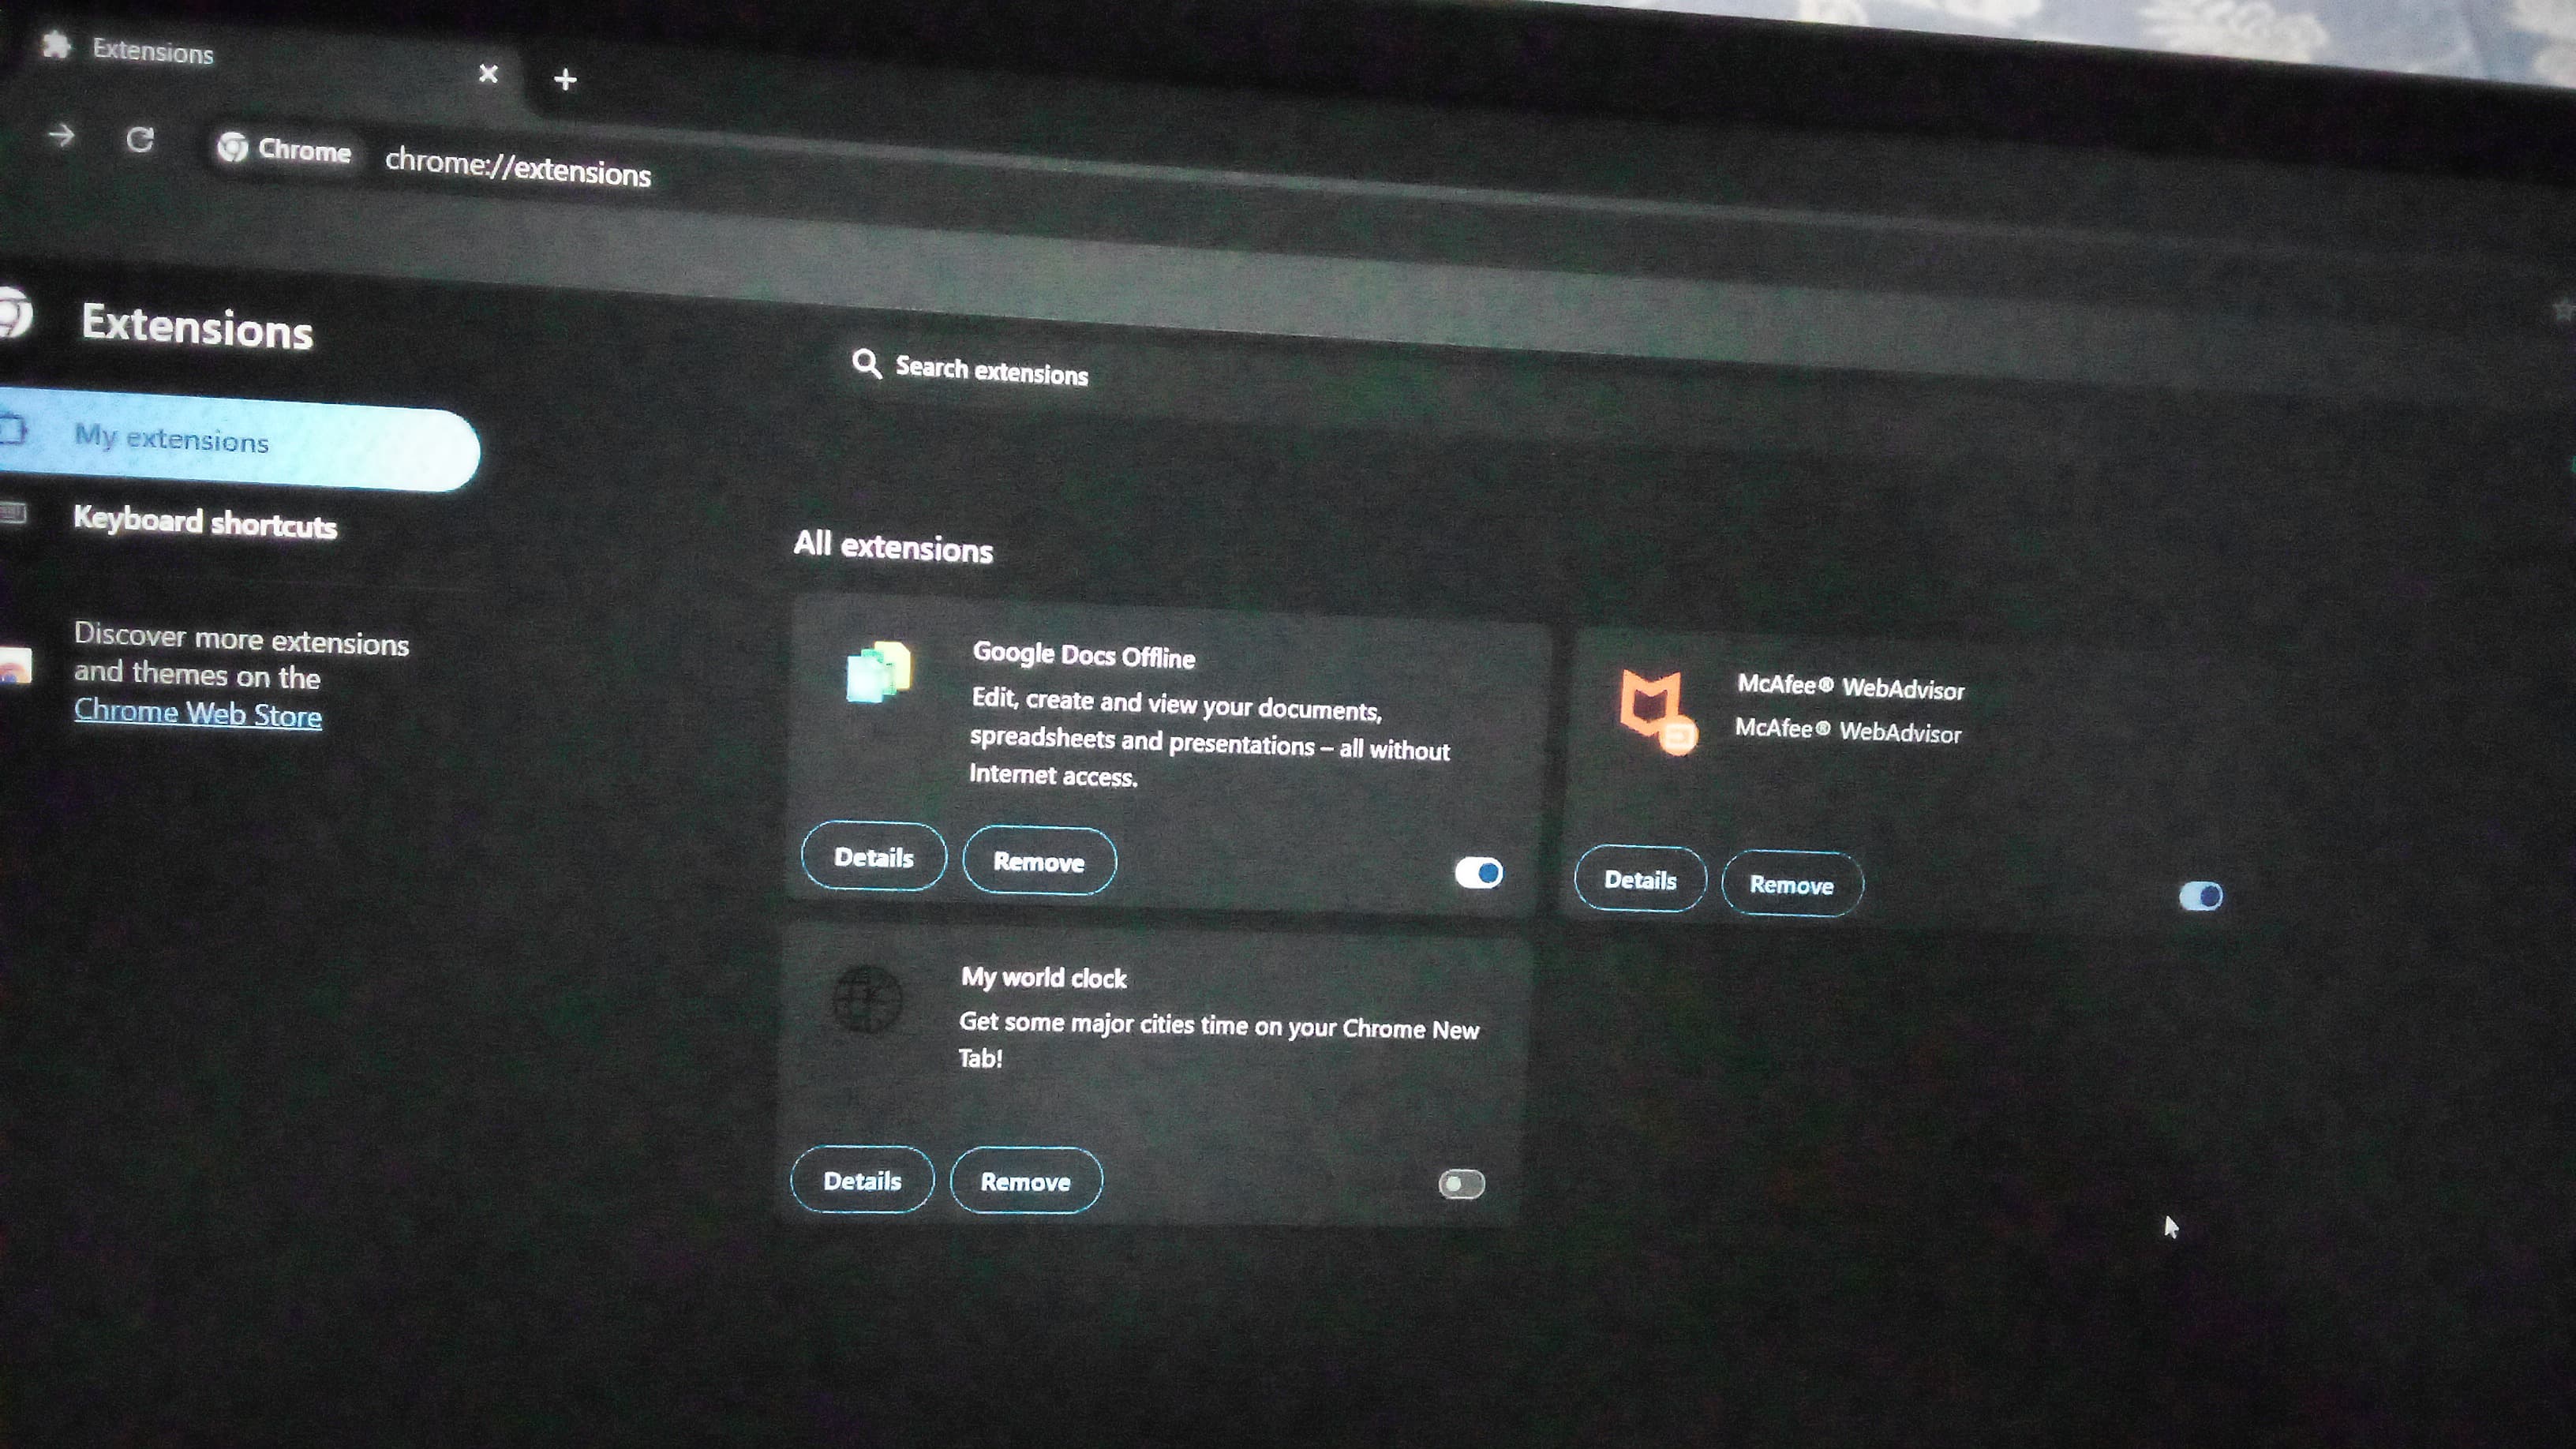 Extensions
Chrome
chrome://extensions
Extensions
Search extensions
My extensions
Keyboard shortcuts
Discover more extensions
and themes on the
Chrome Web Store
All extensions
Google Docs Offline
Edit, create and view your documents,
spreadsheets and presentations – all without
Internet access.
Details
Remove
McAfee® WebAdvisor
McAfee® WebAdvisor
Details
Remove
My world clock
Get some major cities time on your Chrome New
Tab!
Details
Remove